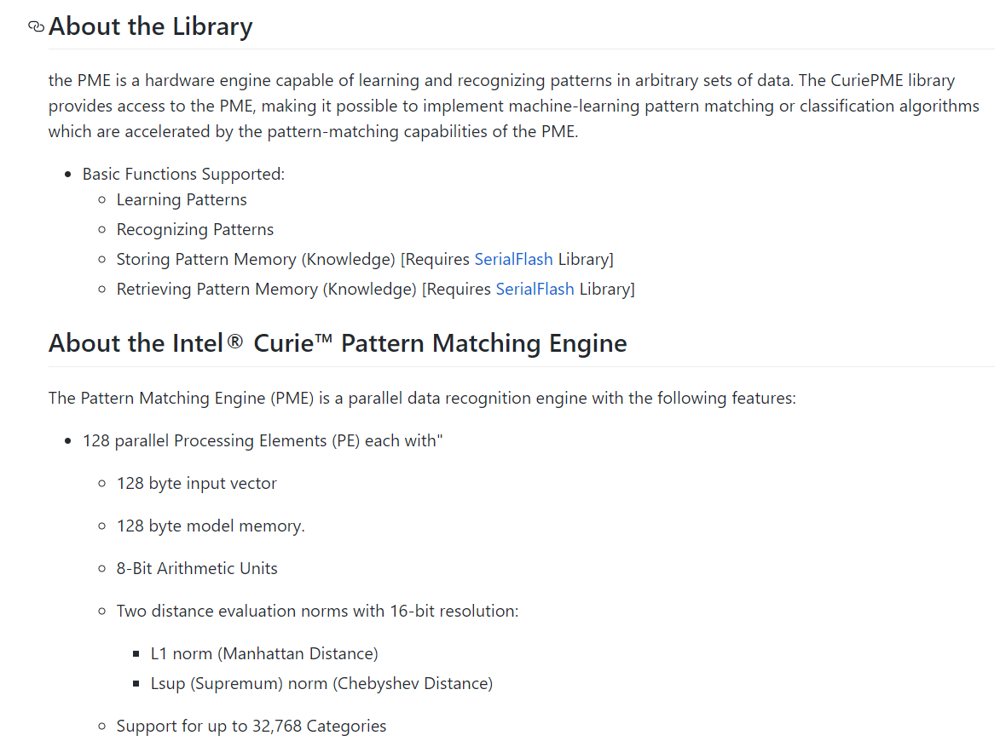 About the Library
the PME is a hardware engine capable of learning and recognizing patterns in arbitrary sets of data. The CuriePME library
provides access to the PME, making it possible to implement machine-learning pattern matching or classification algorithms
which are accelerated by the pattern-matching capabilities of the PME.
• Basic Functions Supported:
◦ Learning Patterns
◦ Recognizing Patterns
◦ Storing Pattern Memory (Knowledge) [Requires SerialFlash Library]
◦ Retrieving Pattern Memory (Knowledge) [Requires SerialFlash Library]
About the Intel® Curie™ Pattern Matching Engine
The Pattern Matching Engine (PME) is a parallel data recognition engine with the following features:
• 128 parallel Processing Elements (PE) each with"
◦ 128 byte input vector
◦ 128 byte model memory.
◦ 8-Bit Arithmetic Units
◦ Two distance evaluation norms with 16-bit resolution:
▪ L1 norm (Manhattan Distance)
▪ Lsup (Supremum) norm (Chebyshev Distance)
◦ Support for up to 32,768 Categories